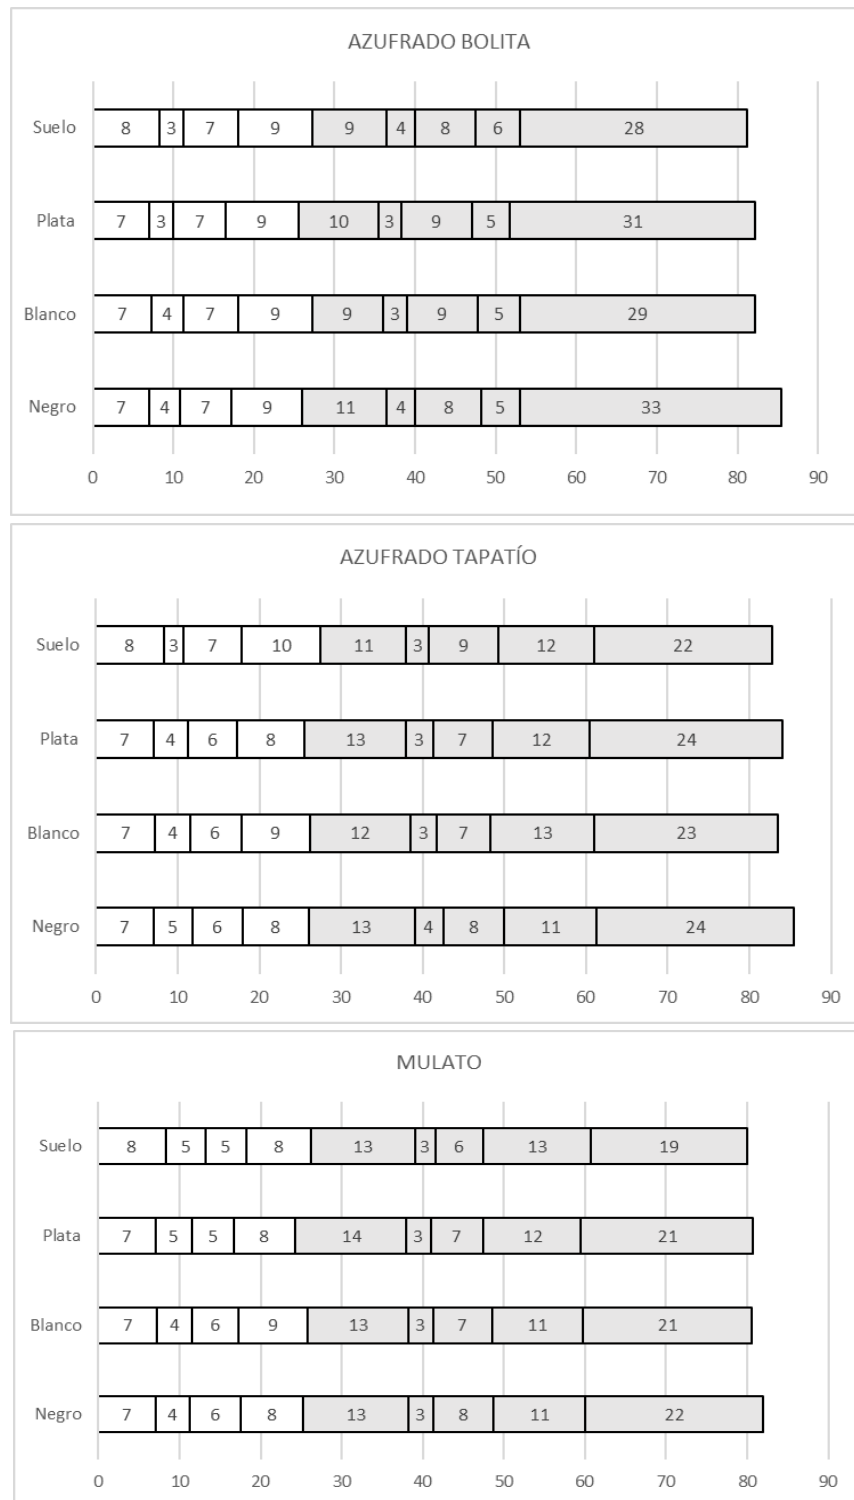 AZUFRADO BOLITA
Suelo 8 3 7 9 9 4 8 6 28
Plata 7 3 7 9 10 3 9 5 31
Blanco 7 4 7 9 9 3 9 5 29
Negro 7 4 7 9 11 4 8 5 33
0 10 20 30 40 50 60 70 80 90
AZUFRADO TAPATÍO
Suelo 8 3 7 10 11 3 9 12 22
Plata 7 4 6 8 13 3 7 12 24
Blanco 7 4 6 9 12 3 7 13 23
Negro 7 5 6 8 13 4 8 11 24
0 10 20 30 40 50 60 70 80 90
MULATO
Suelo 8 5 5 8 13 3 6 13 19
Plata 7 5 5 8 14 3 7 12 21
Blanco 7 4 6 9 13 3 7 11 21
Negro 7 4 6 8 13 3 8 11 22
0 10 20 30 40 50 60 70 80 90